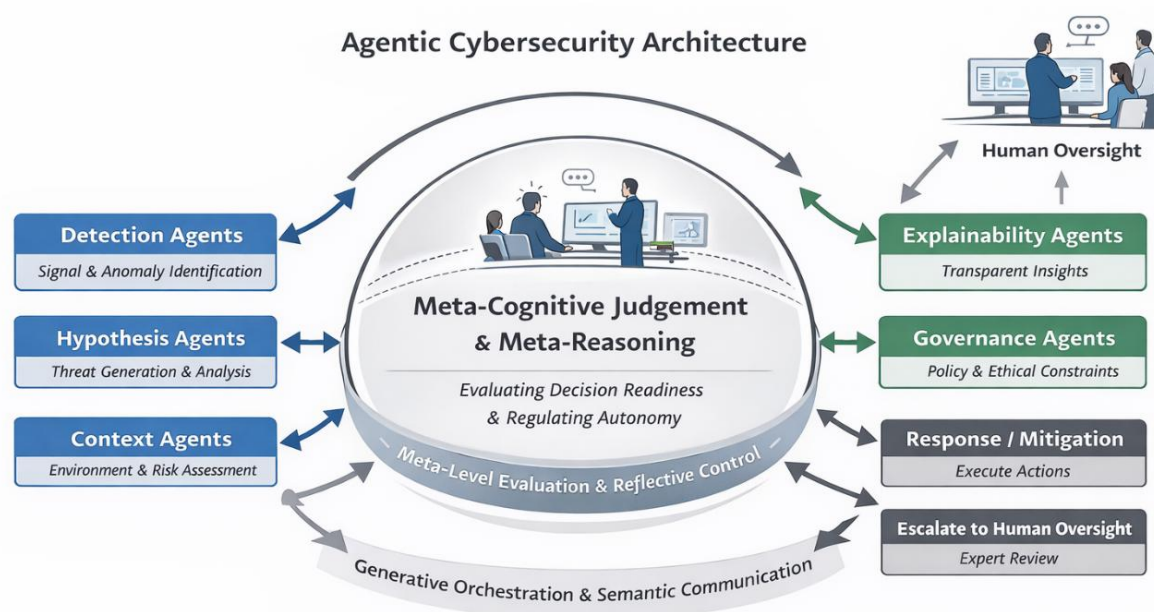 Agentic Cybersecurity Architecture
Human Oversight
Detection Agents
Signal & Anomaly Identification
Hypothesis Agents
Threat Generation & Analysis
Context Agents
Environment & Risk Assessment
Meta-Cognitive Judgement
& Meta-Reasoning
Evaluating Decision Readiness
& Regulating Autonomy
– Meta-Level Evaluation & Reflective Control –
Generative Orchestration & Semantic Communication
Explainability Agents
Transparent Insights
Governance Agents
Policy & Ethical Constraints
Response / Mitigation
Execute Actions
Escalate to Human Oversight
Expert Review